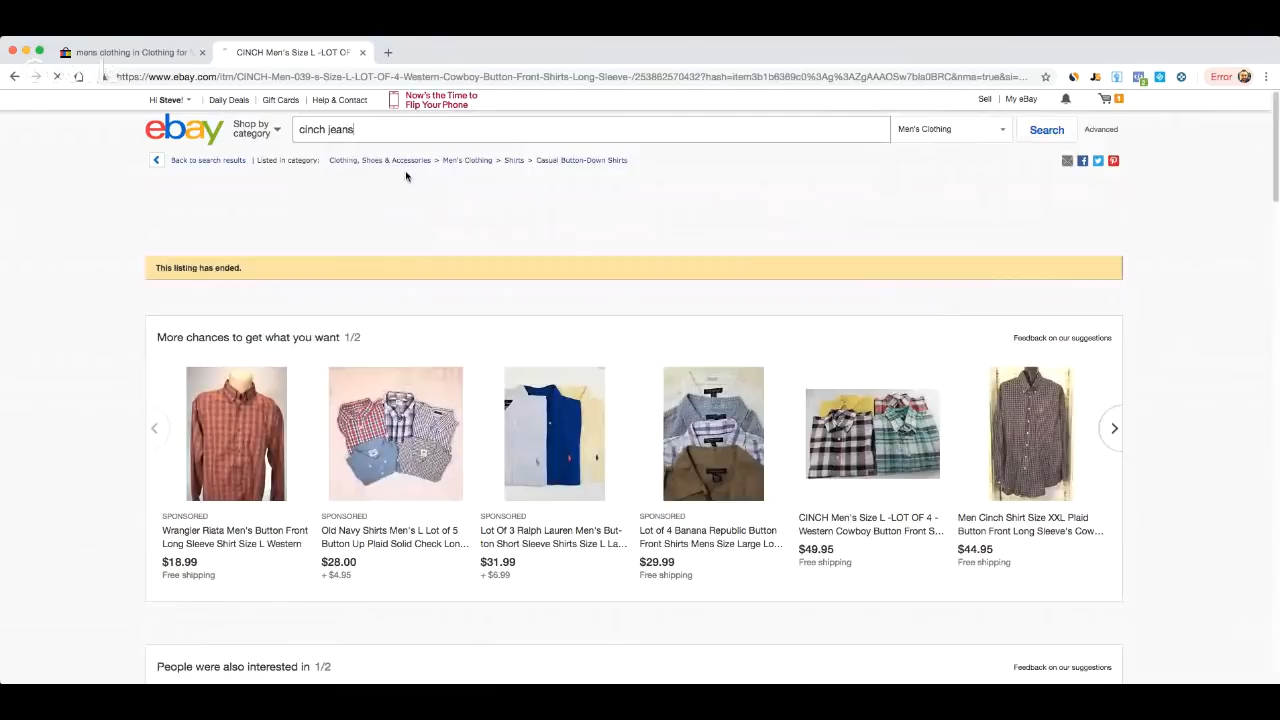 mens clothing in Clothing for
CINCH Men's Size L -LOT OF
https://www.ebay.com/itm/CINCH-Men-039-s-Size-L-LOT-OF-4-Western-Cowboy-Button-Front-Shirts-Long-Sleeve-/253862570432?hash=item3b1b6369c0%3Ag%3AZgAAAOSw7bla0BRC&nma=true&si=...
Error
Hi Steve!
Daily Deals
Gift Cards
Help & Contact
Now's the Time to
Flip Your Phone
Sell
My eBay
ebay
Shop by
category
cinch jeans
Men's Clothing
Search
Advanced
Back to search results | Listed in category: Clothing, Shoes & Accessories > Men's Clothing > Shirts > Casual Button-Down Shirts
This listing has ended.
More chances to get what you want 1/2
Feedback on our suggestions
SPONSORED
Wrangler Riata Men's Button Front
Long Sleeve Shirt Size L Western
$18.99
Free shipping
SPONSORED
Old Navy Shirts Men's L Lot of 5
Button Up Plaid Solid Check Lon...
$28.00
+ $4.95
SPONSORED
Lot Of 3 Ralph Lauren Men's But-
ton Short Sleeve Shirts Size L La...
$31.99
+ $6.99
SPONSORED
Lot of 4 Banana Republic Button
Front Shirts Mens Size Large Lo...
$29.99
Free shipping
CINCH Men's Size L -LOT OF 4 -
Western Cowboy Button Front S...
$49.95
Free shipping
Men Cinch Shirt Size XXL Plaid
Button Front Long Sleeve's Cow...
$44.95
Free shipping
People were also interested in 1/2
Feedback on our suggestions